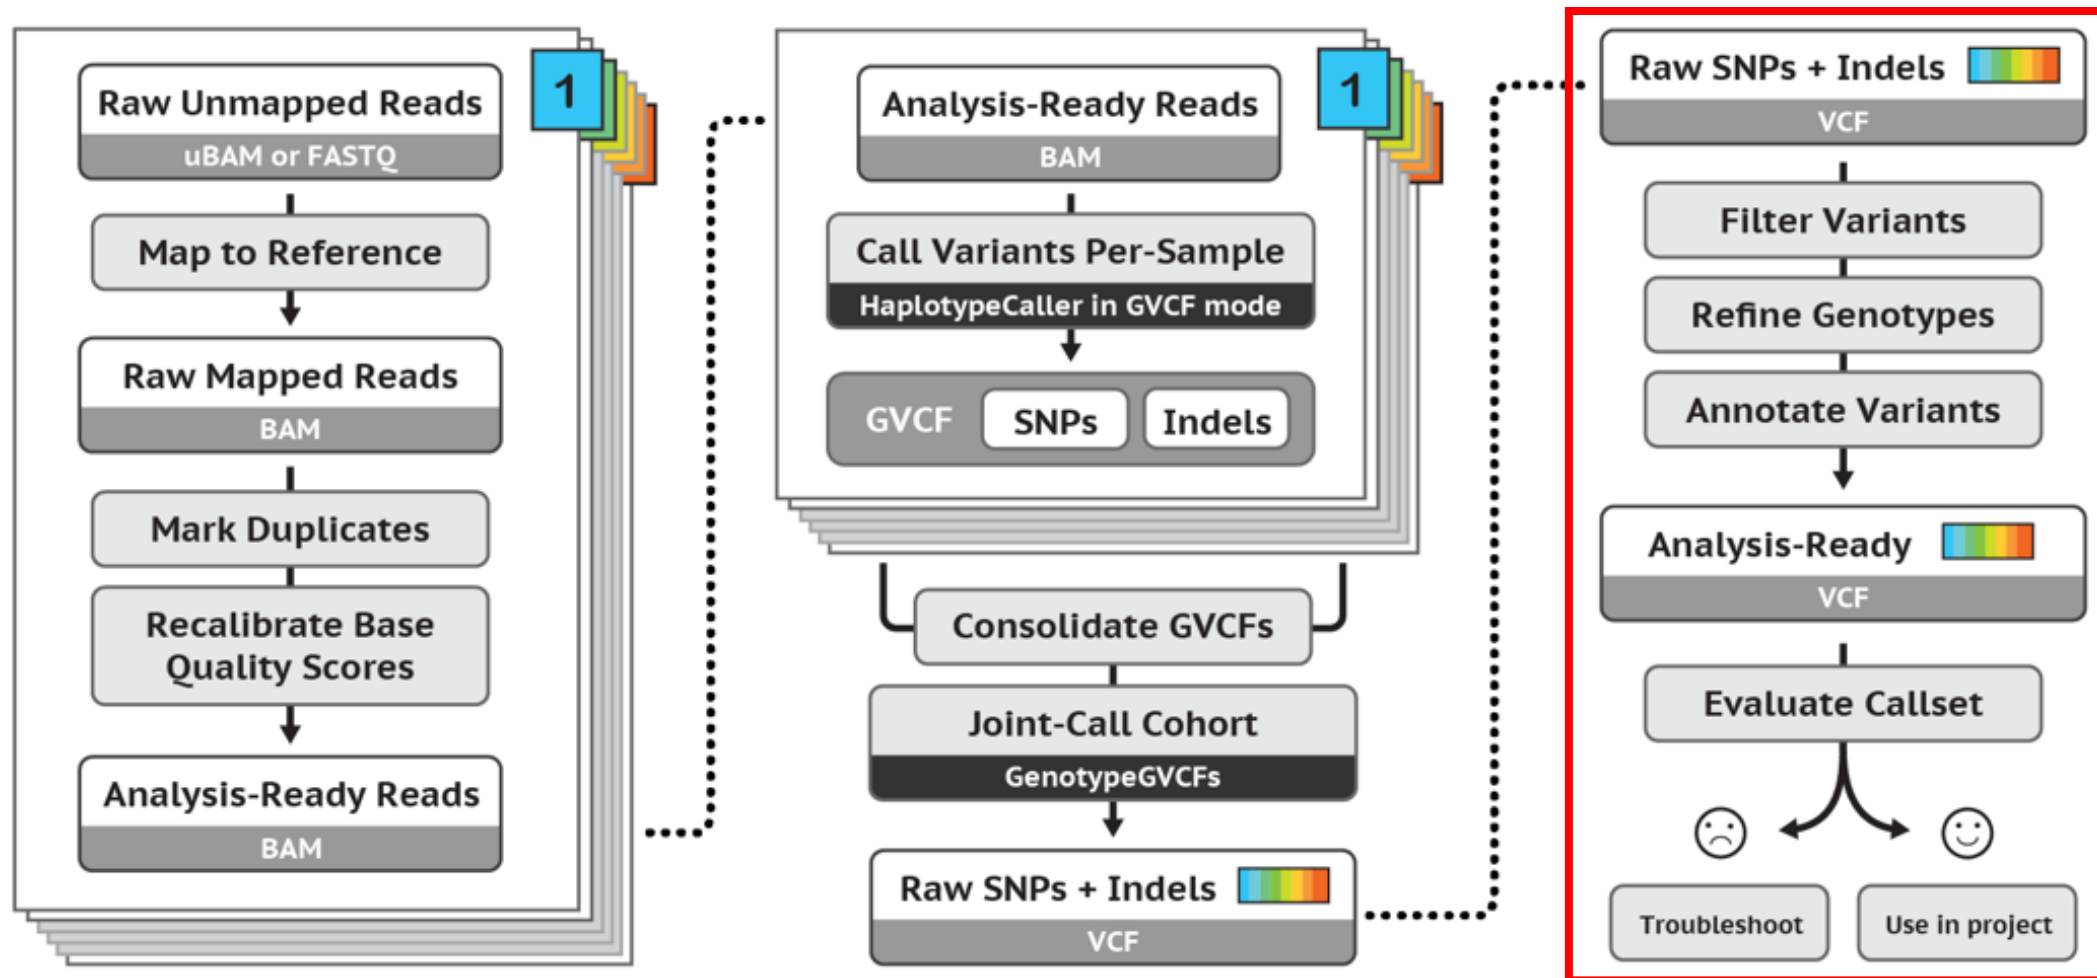 1
Raw Unmapped Reads
uBAM or FASTQ
Map to Reference
Raw Mapped Reads
BAM
Mark Duplicates
Recalibrate Base
Quality Scores
Analysis-Ready Reads
BAM
1
Analysis-Ready Reads
BAM
Call Variants Per-Sample
HaplotypeCaller in GVCF mode
GVCF SNPs Indels
Consolidate GVCFs
Joint-Call Cohort
GenotypeGVCFs
Raw SNPs + Indels
VCF
Raw SNPs + Indels
VCF
Filter Variants
Refine Genotypes
Annotate Variants
Analysis-Ready
VCF
Evaluate Callset
Troubleshoot
Use in project